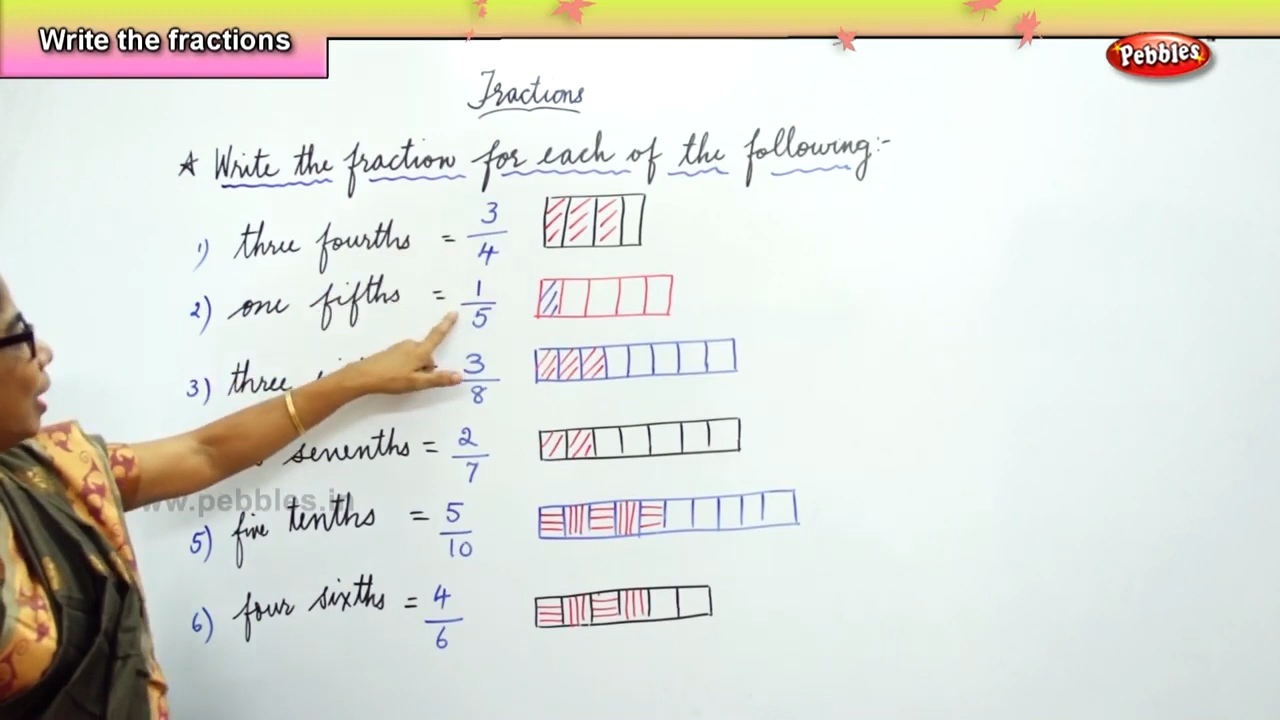 Write the fractions
Pebbles
Fractions
★ Write the fraction for each of the following:-
1) three fourths = 3/4
2) one fifths = 1/5
3) three 3/8
senenths = 2/7
www.pebbles.in
5) five tenths = 5/10
6) four sixths = 4/6